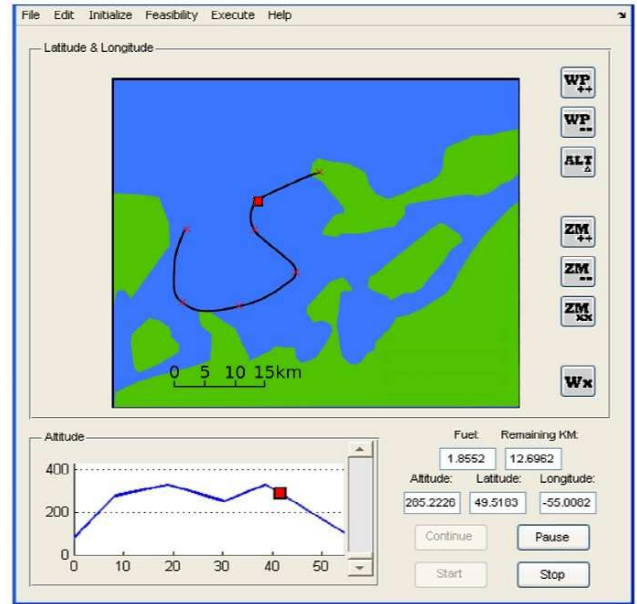 File Edit Initialize Feasibility Execute Help
Latitude & Longitude
WP++
WP--
ALT△
ZM++
ZM--
ZMxx
Wx
0 5 10 15km
Altitude
400
200
0
0 10 20 30 40 50
Fuel: Remaining KM:
1.8552 12.6962
Altitude: Latitude: Longitude:
285.2226 49.5183 -55.0082
Continue Pause
Start Stop